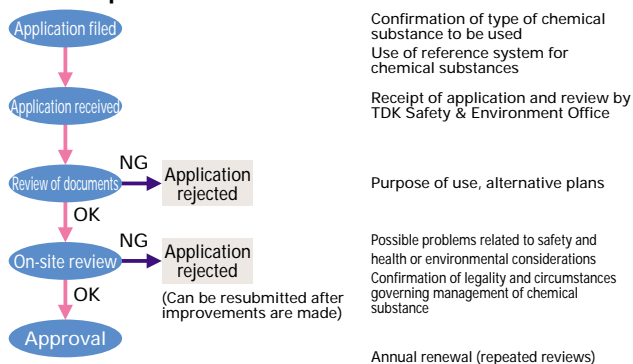 Application filed
Confirmation of type of chemical
substance to be used
Use of reference system for
chemical substances
Application received
Receipt of application and review by
TDK Safety & Environment Office
Review of documents
NG
Application
rejected
Purpose of use, alternative plans
OK
On-site review
NG
Application
rejected
(Can be resubmitted after
improvements are made)
Possible problems related to safety and
health or environmental considerations
Confirmation of legality and circumstances
governing management of chemical
substance
OK
Approval
Annual renewal (repeated reviews)